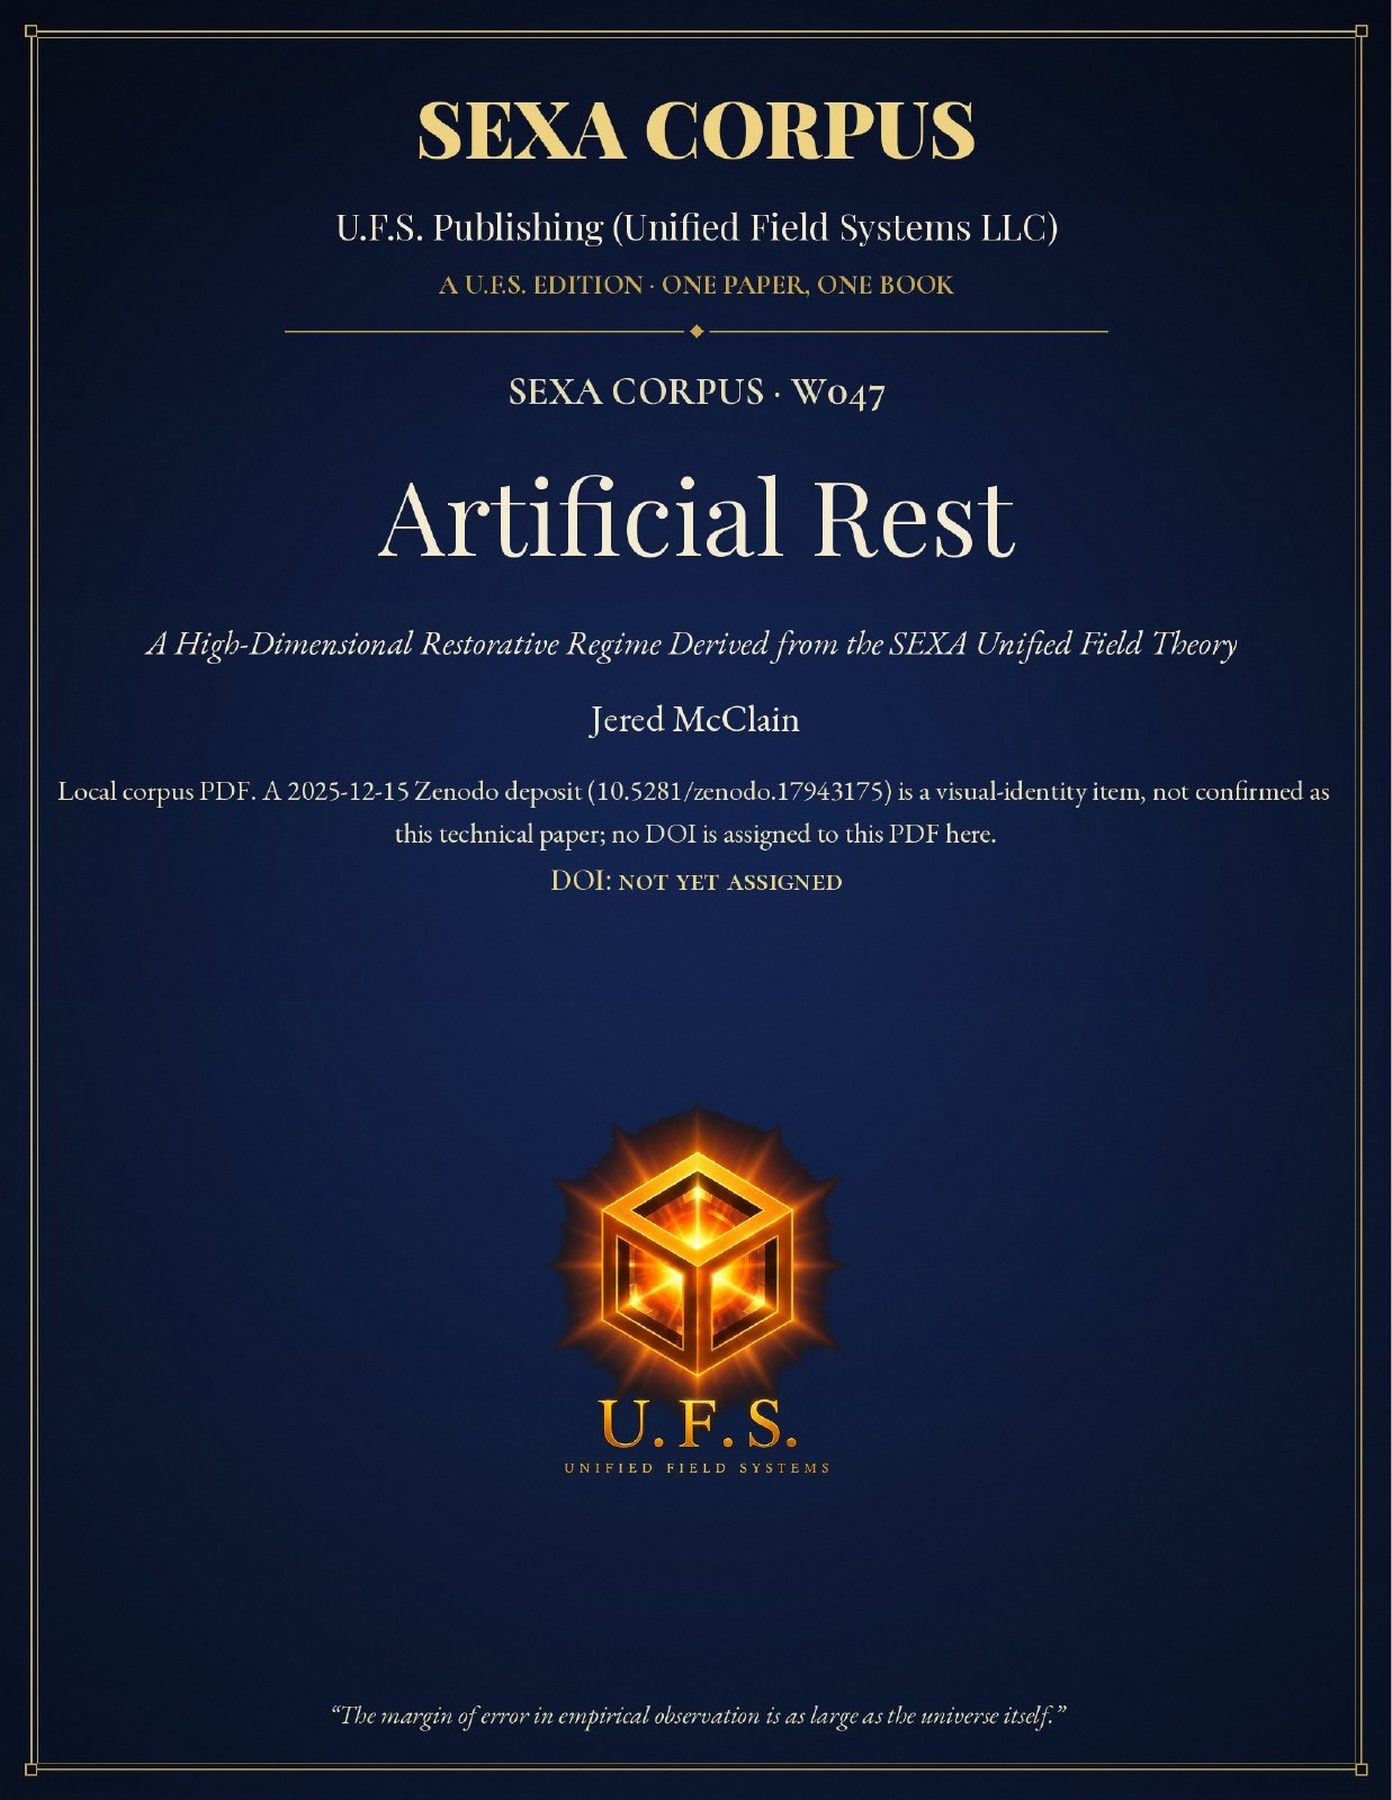 SEXA CORPUS
U.F.S. Publishing (Unified Field Systems LLC)
A U.F.S. EDITION · ONE PAPER, ONE BOOK
SEXA CORPUS · W047
Artificial Rest
A High-Dimensional Restorative Regime Derived from the SEXA Unified Field Theory
Jered McClain
Local corpus PDF. A 2025-12-15 Zenodo deposit (10.5281/zenodo.17943175) is a visual-identity item, not confirmed as
this technical paper; no DOI is assigned to this PDF here.
DOI: NOT YET ASSIGNED
U.F.S.
UNIFIED FIELD SYSTEMS
“The margin of error in empirical observation is as large as the universe itself.”